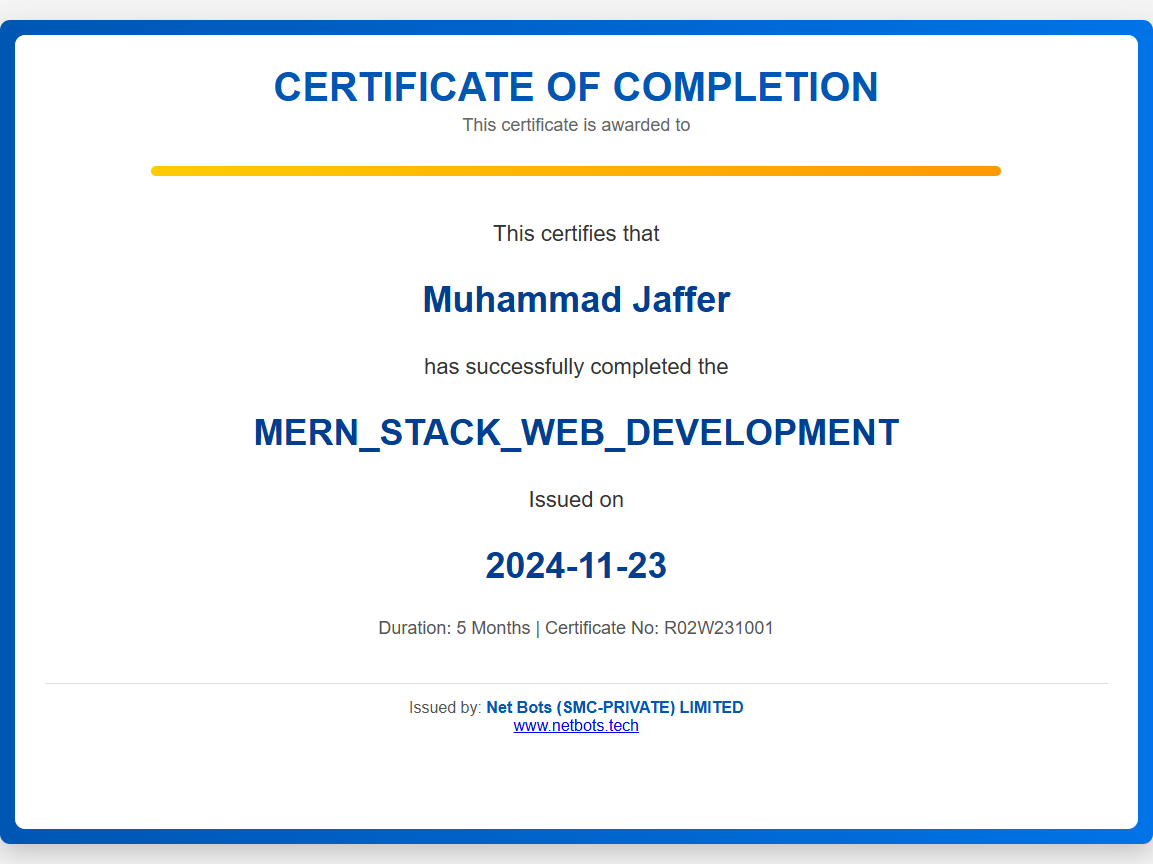 CERTIFICATE OF COMPLETION
This certificate is awarded to
This certifies that
Muhammad Jaffer
has successfully completed the
MERN_STACK_WEB_DEVELOPMENT
Issued on
2024-11-23
Duration: 5 Months | Certificate No: R02W231001
Issued by: Net Bots (SMC-PRIVATE) LIMITED
www.netbots.tech